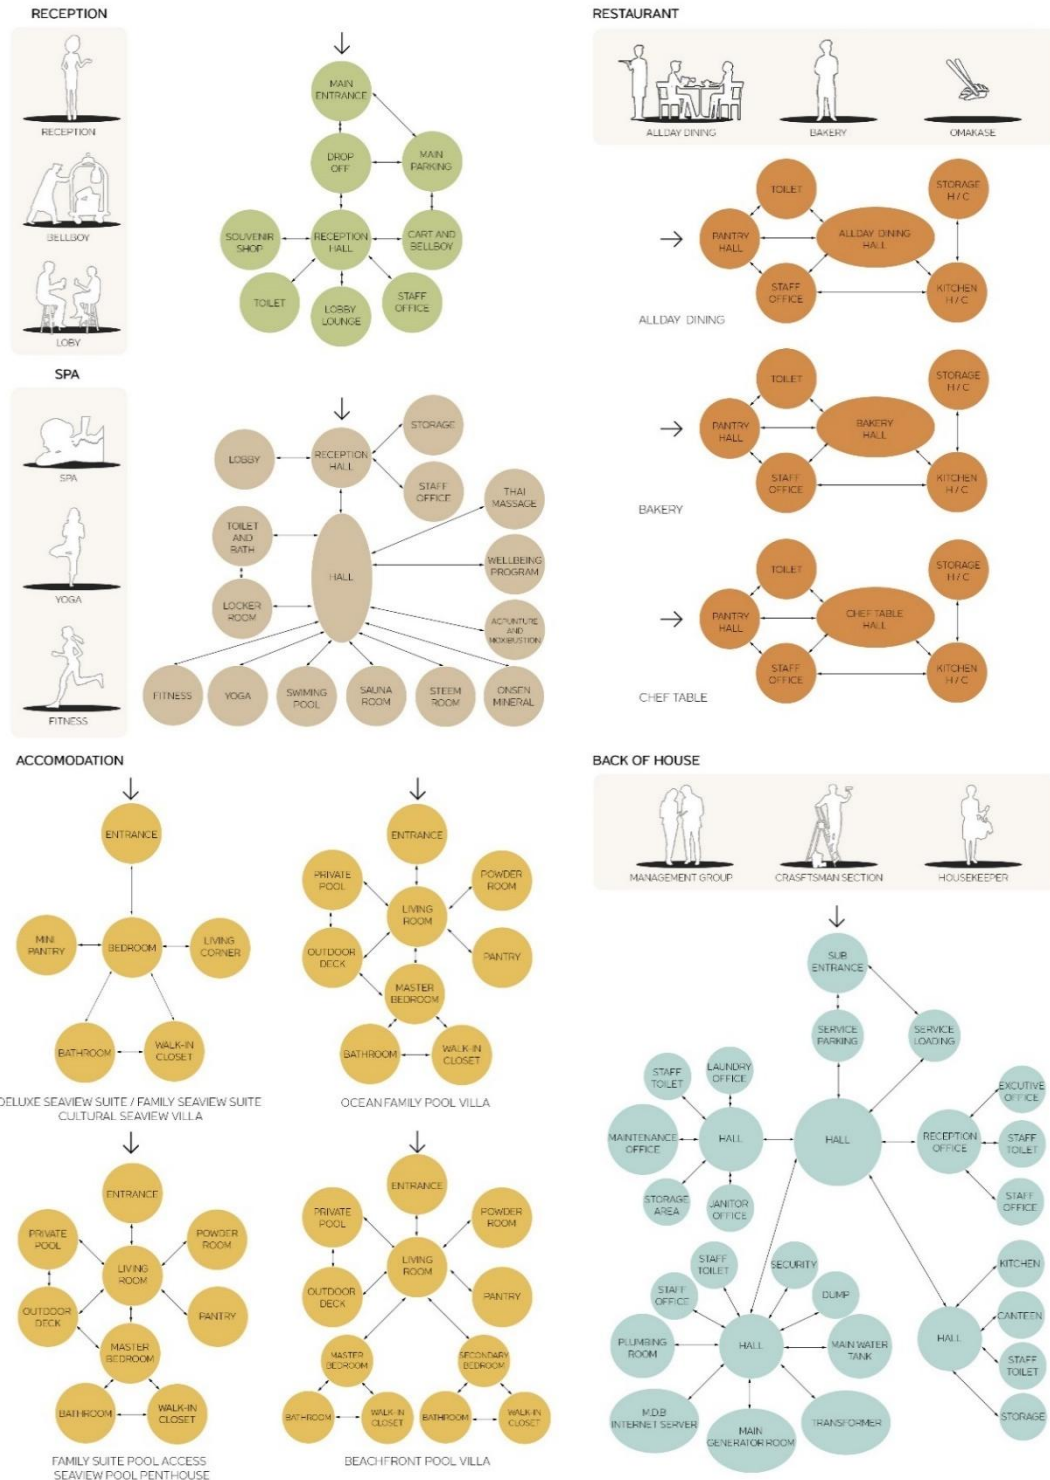 RECEPTION
RECEPTION
BELLBOY
LOBY
MAIN
ENTRANCE
DROP
OFF
MAIN
PARKING
SOUVENIR
SHOP
RECEPTION
HALL
CART AND
BELLBOY
TOILET
LOBBY
LOUNGE
STAFF
OFFICE
SPA
SPA
YOGA
FITNESS
LOBBY
RECEPTION
HALL
STORAGE
STAFF
OFFICE
THAI
MASSAGE
TOILET
AND
BATH
HALL
WELLBEING
PROGRAM
LOCKER
ROOM
ACPUNTURE
AND
MOXIBUSTION
FITNESS
YOGA
SWIMING
POOL
SAUNA
ROOM
STEEM
ROOM
ONSEN
MINERAL
RESTAURANT
ALLDAY DINING
BAKERY
OMAKASE
TOILET
STORAGE
H / C
PANTRY
HALL
ALLDAY DINING
HALL
STAFF
OFFICE
KITCHEN
H / C
ALLDAY DINING
TOILET
STORAGE
H / C
PANTRY
HALL
BAKERY
HALL
STAFF
OFFICE
KITCHEN
H / C
BAKERY
TOILET
STORAGE
H / C
PANTRY
HALL
CHEF TABLE
HALL
STAFF
OFFICE
KITCHEN
H / C
CHEF TABLE
ACCOMODATION
ENTRANCE
MINI
PANTRY
BEDROOM
LIVING
CORNER
BATHROOM
WALK-IN
CLOSET
DELUXE SEAVIEW SUITE / FAMILY SEAVIEW SUITE
CULTURAL SEAVIEW VILLA
ENTRANCE
PRIVATE
POOL
POWDER
ROOM
LIVING
ROOM
OUTDOOR
DECK
PANTRY
MASTER
BEDROOM
BATHROOM
WALK-IN
CLOSET
OCEAN FAMILY POOL VILLA
ENTRANCE
PRIVATE
POOL
POWDER
ROOM
LIVING
ROOM
OUTDOOR
DECK
PANTRY
MASTER
BEDROOM
BATHROOM
WALK-IN
CLOSET
FAMILY SUITE POOL ACCESS
SEAVIEW POOL PENTHOUSE
ENTRANCE
PRIVATE
POOL
POWDER
ROOM
LIVING
ROOM
OUTDOOR
DECK
PANTRY
MASTER
BEDROOM
SECONDARY
BEDROOM
BATHROOM
WALK-IN
CLOSET
BATHROOM
WALK-IN
CLOSET
BEACHFRONT POOL VILLA
BACK OF HOUSE
MANAGEMENT GROUP
CRASFTSMAN SECTION
HOUSEKEEPER
SUB
ENTRANCE
SERVICE
PARKING
SERVICE
LOADING
STAFF
TOILET
LAUNDRY
OFFICE
MAINTENANCE
OFFICE
HALL
STORAGE
AREA
JANITOR
OFFICE
HALL
RECEPTION
OFFICE
EXCUTIVE
OFFICE
STAFF
TOILET
STAFF
OFFICE
STAFF
TOILET
SECURITY
STAFF
OFFICE
DUMP
PLUMBING
ROOM
HALL
MAIN WATER
TANK
M.D.B
INTERNET SERVER
MAIN
GENERATOR ROOM
TRANSFORMER
KITCHEN
CANTEEN
HALL
STAFF
TOILET
STORAGE